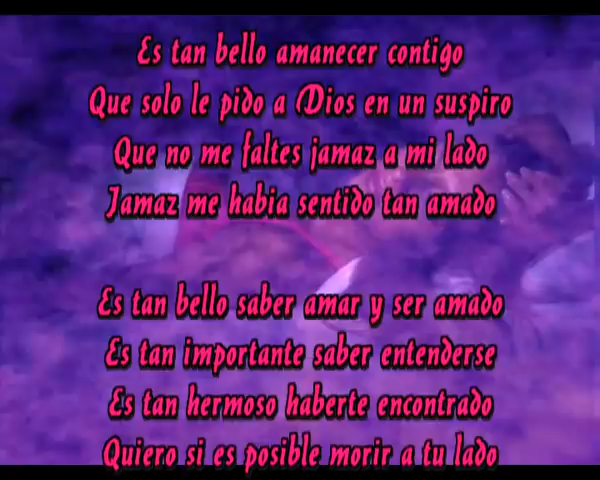 Es tan bello amanecer contigo
Que solo le pido a Dios en un suspiro
Que no me faltes jamaz a mi lado
Jamaz me habia sentido tan amado
Es tan bello saber amar y ser amado
Es tan importante saber entenderse
Es tan hermoso haberte encontrado
Quiero si es posible morir a tu lado